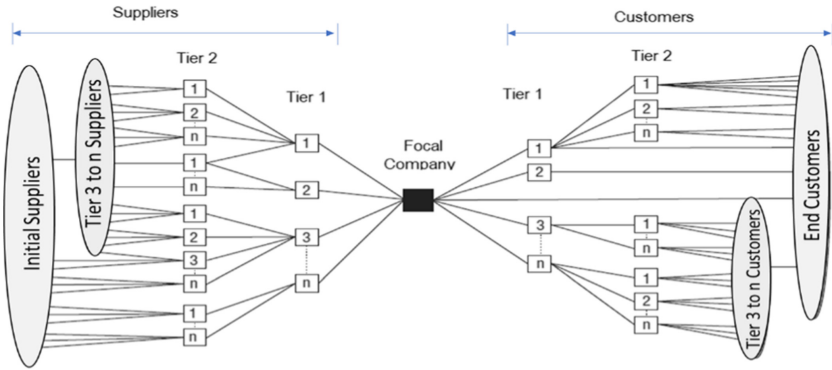 Suppliers
Customers
Tier 2
Tier 1
Tier 2
Tier 1
Focal
Company
Initial Suppliers
Tier 3 to n Suppliers
1
2
n
1
n
1
2
3
n
1
n
1
2
3
n
1
2
3
n
1
2
n
1
n
1
2
n
Tier 3 to n Customers
End Customers